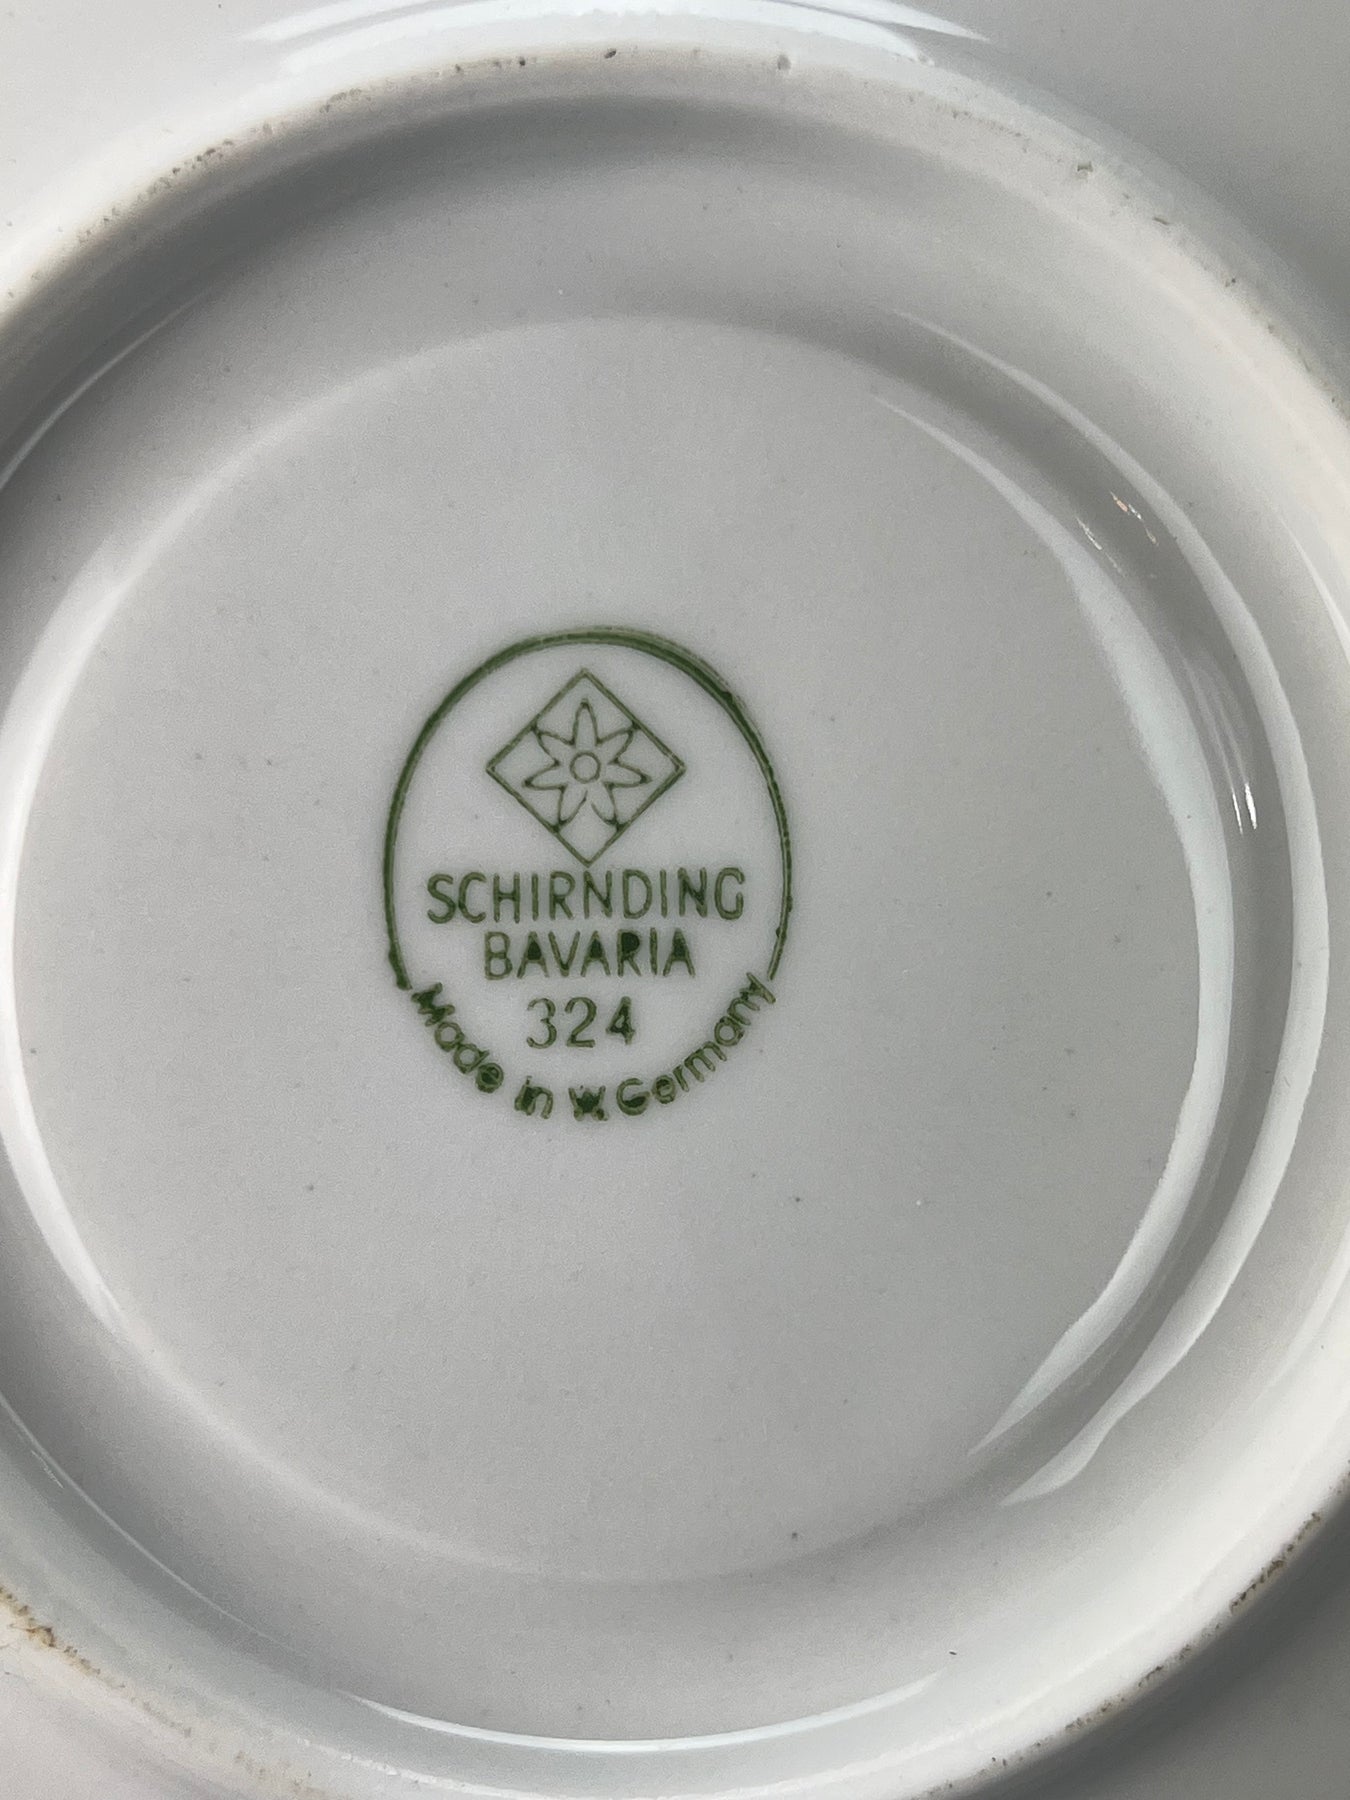 SCHIRNDING
BAVARIA
324
Made in W. Germany